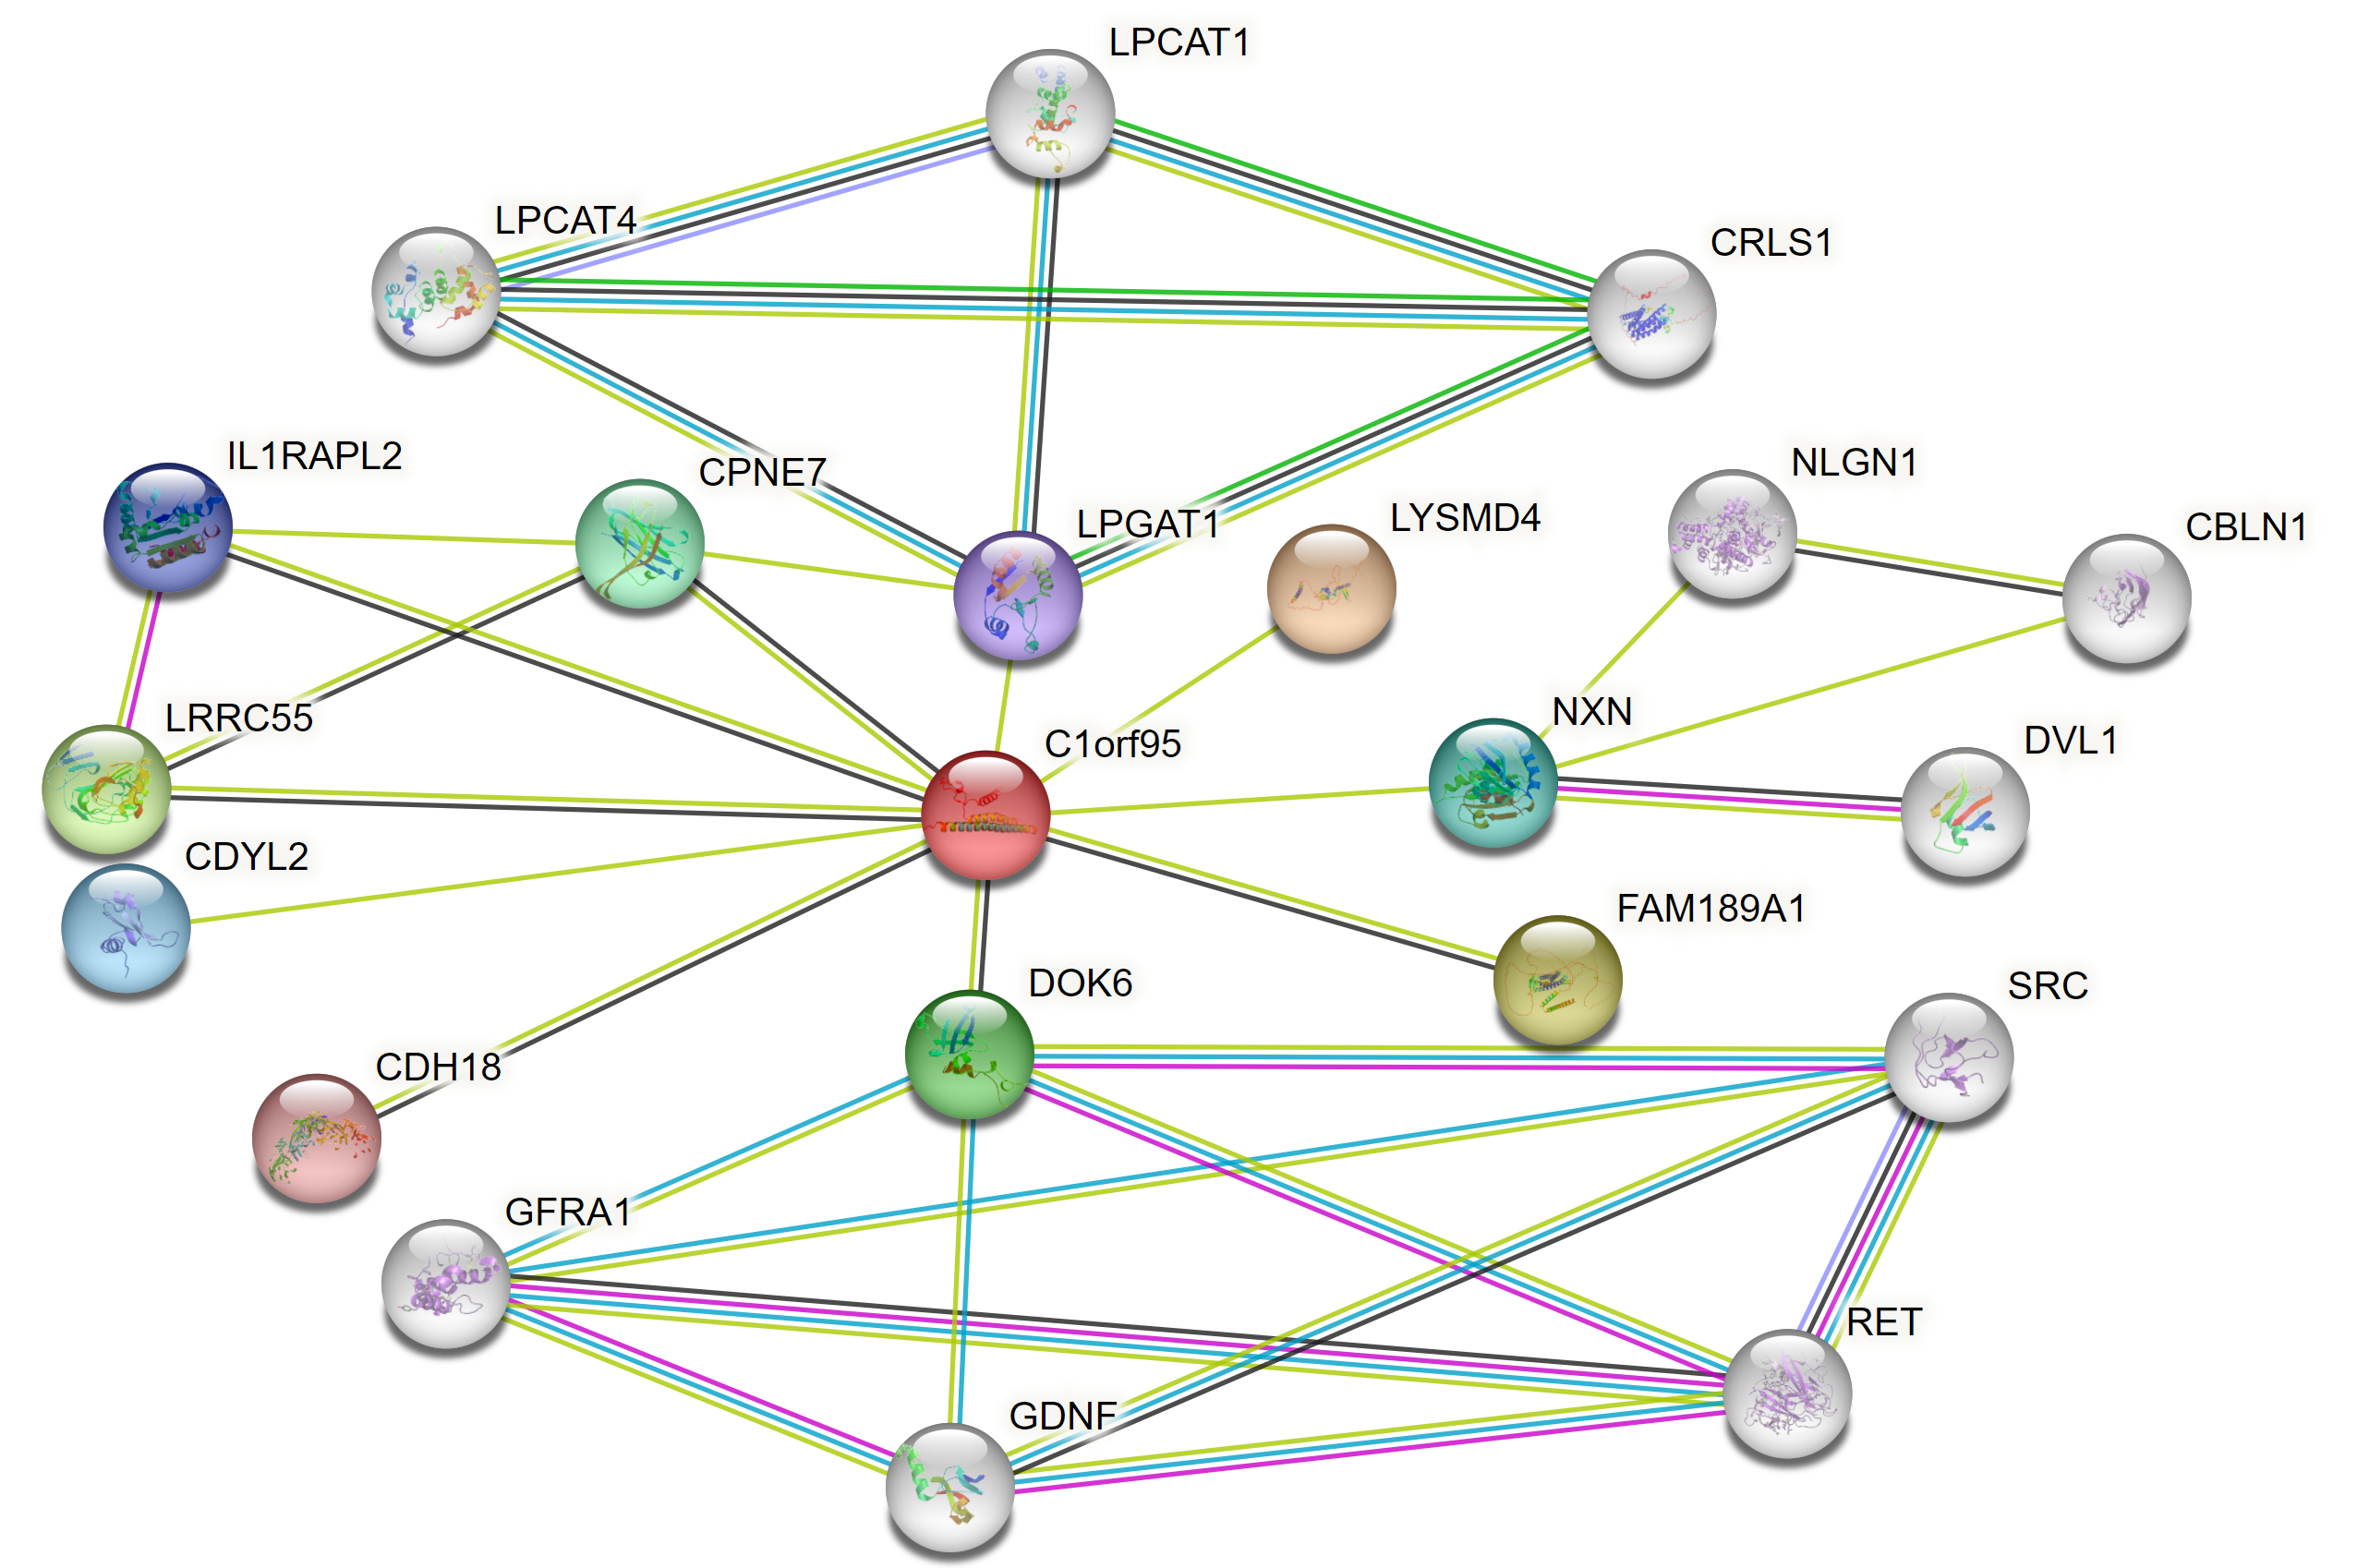 LPCAT1
LPCAT4
CRLS1
IL1RAPL2
CPNE7
NLGN1
LPGAT1
LYSMD4
CBLN1
LRRC55
NXN
C1orf95
DVL1
CDYL2
FAM189A1
DOK6
SRC
CDH18
GFRA1
RET
GDNF